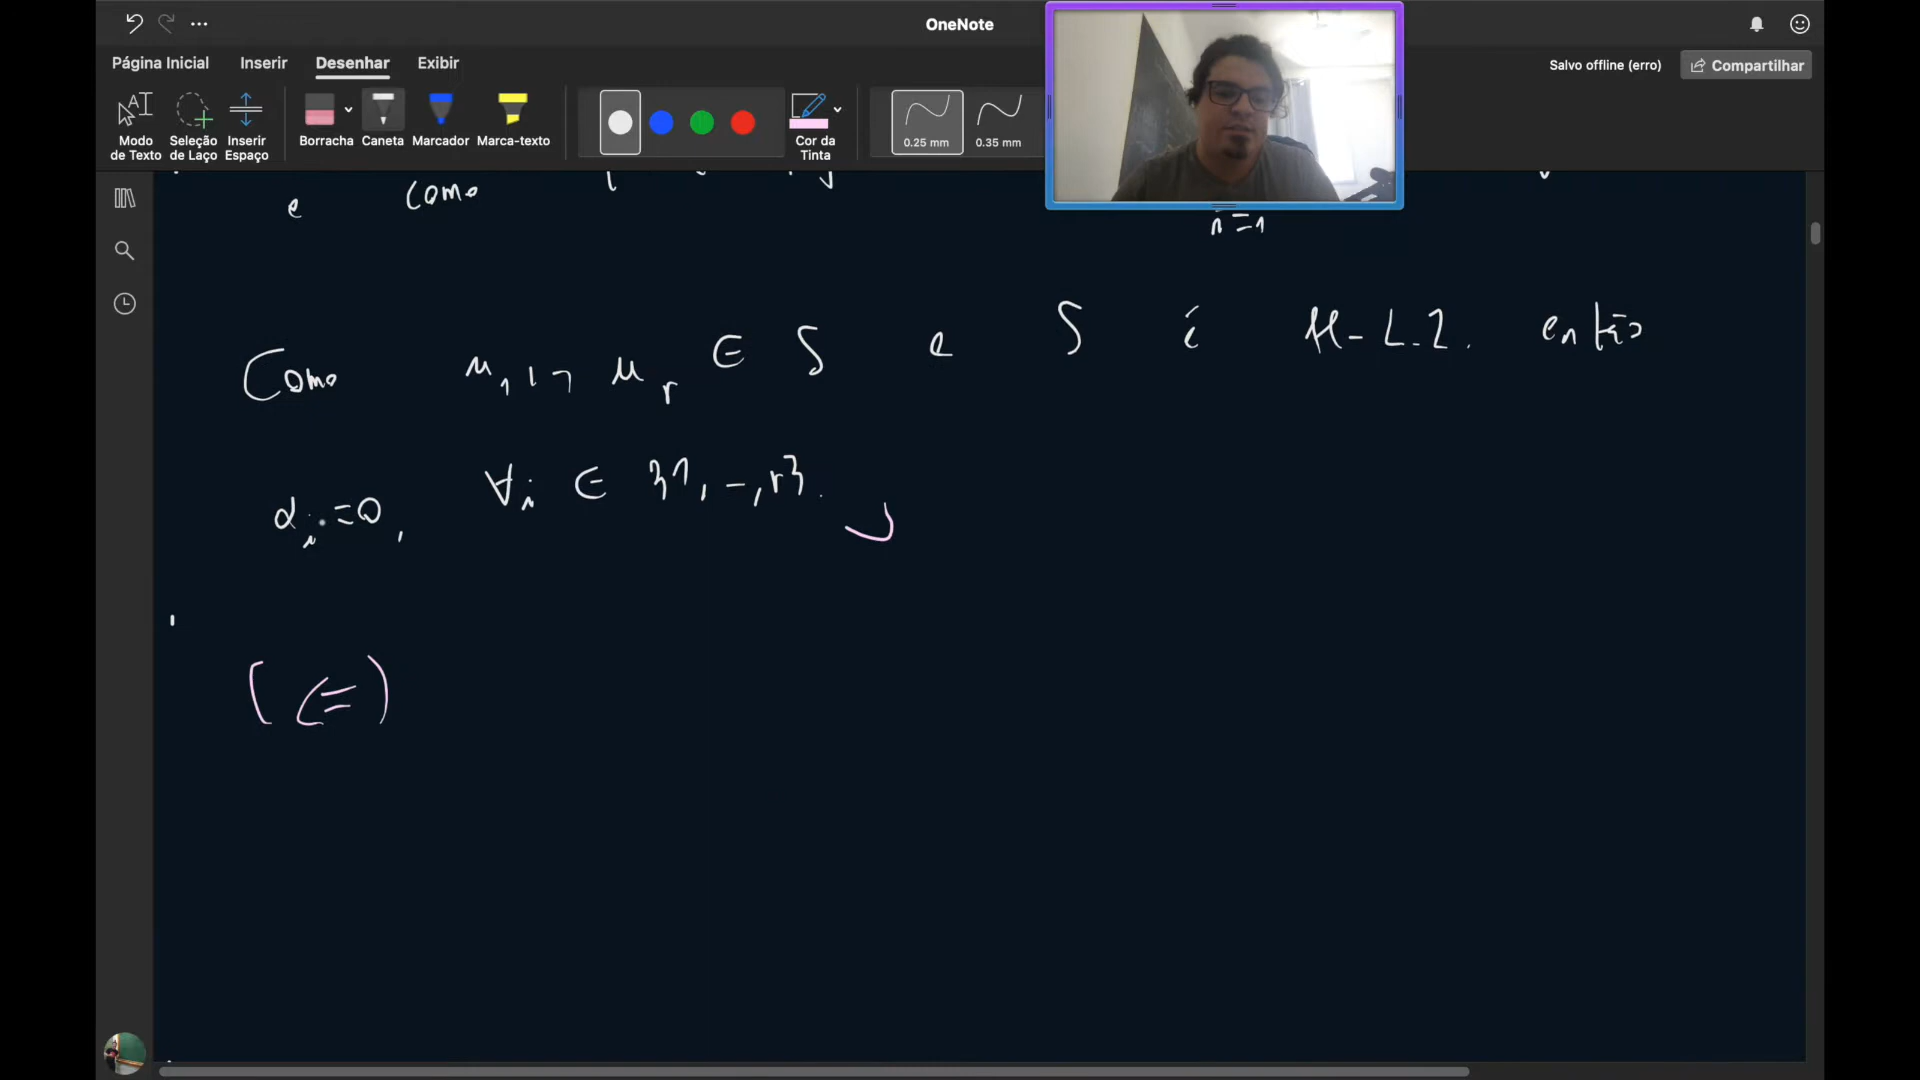 OneNote
Página Inicial Inserir Desenhar Exibir
Salvo offline (erro) Compartilhar
Modo de Texto
Seleção de Laço
Inserir Espaço
Borracha
Caneta
Marcador
Marca-texto
Cor da Tinta
0.25 mm
0.35 mm
e como
i=1
Como u₁, , u_r ∈ S e S é K-L.I. então
α_i = 0, ∀i ∈ {1, -, r}.
(⇐)